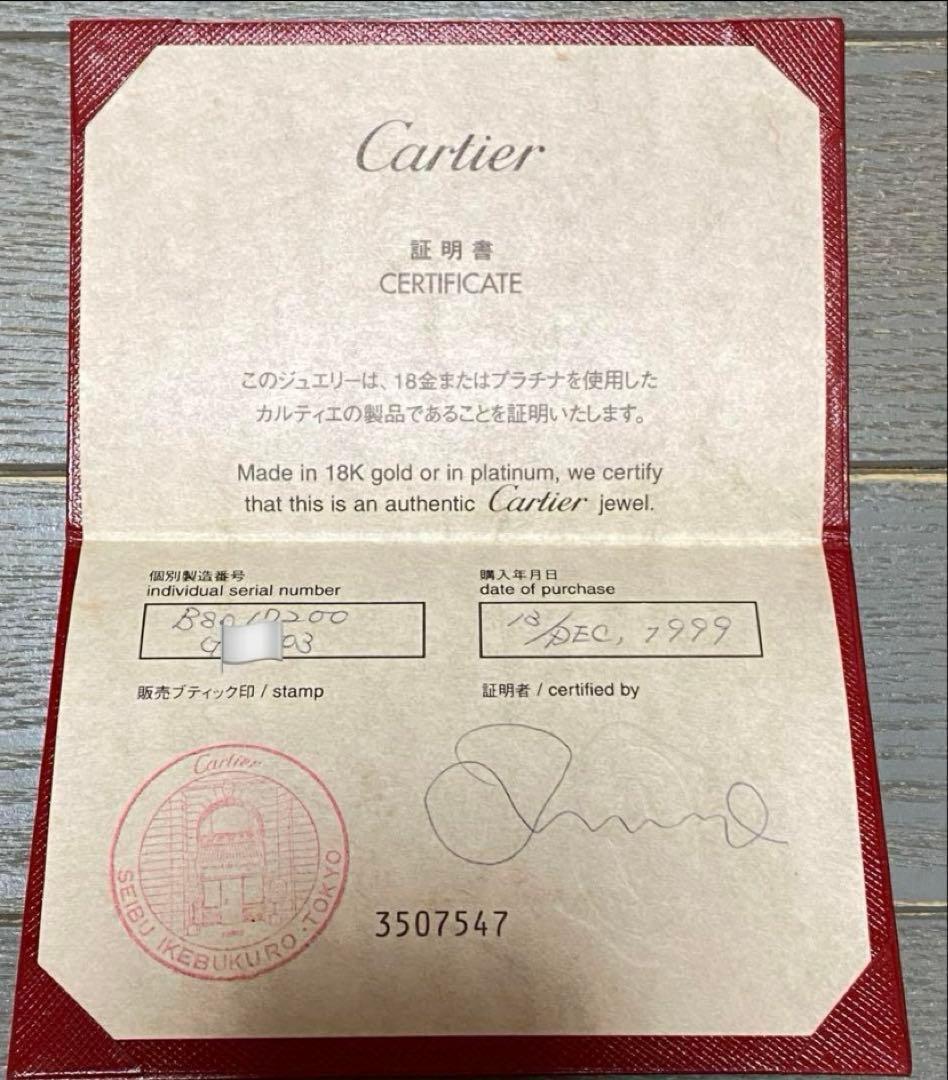 Cartier
証明書
CERTIFICATE
このジュエリーは、18金またはプラチナを使用した
カルティエの製品であることを証明いたします。
Made in 18K gold or in platinum, we certify
that this is an authentic Cartier jewel.
個別製造番号
individual serial number
購入年月日
date of purchase
03
/DEC, 1999
販売ブティック印 / stamp
証明者 / certified by
Cartier
SEIBU IKEBUKURO · TOKYO
3507547